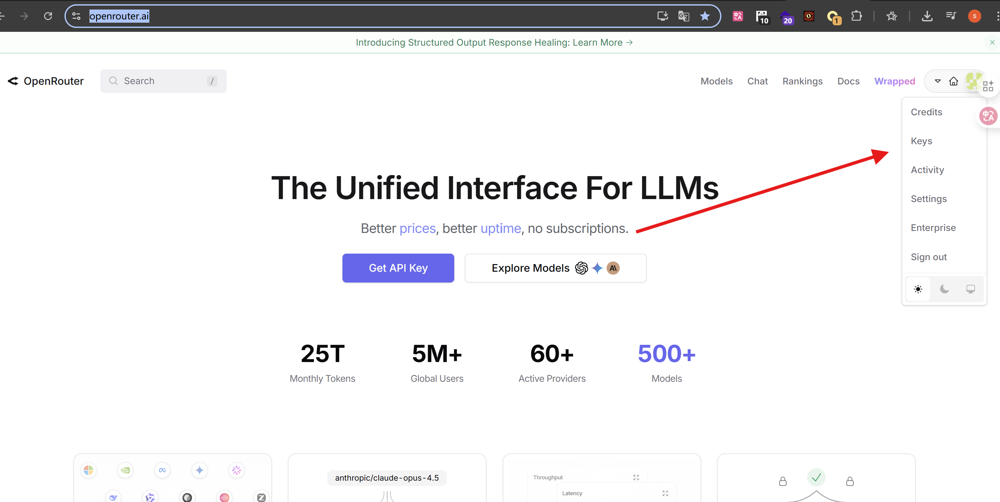 openrouter.ai
10
20
1
S
Introducing Structured Output Response Healing: Learn More →
OpenRouter
Search
/
Models
Chat
Rankings
Docs
Wrapped
Credits
中A
Keys
Activity
Settings
Enterprise
Sign out
The Unified Interface For LLMs
Better prices, better uptime, no subscriptions.
Get API Key
Explore Models
25T
5M+
60+
500+
Monthly Tokens
Global Users
Active Providers
Models
anthropic/claude-opus-4.5
Throughput
Latency